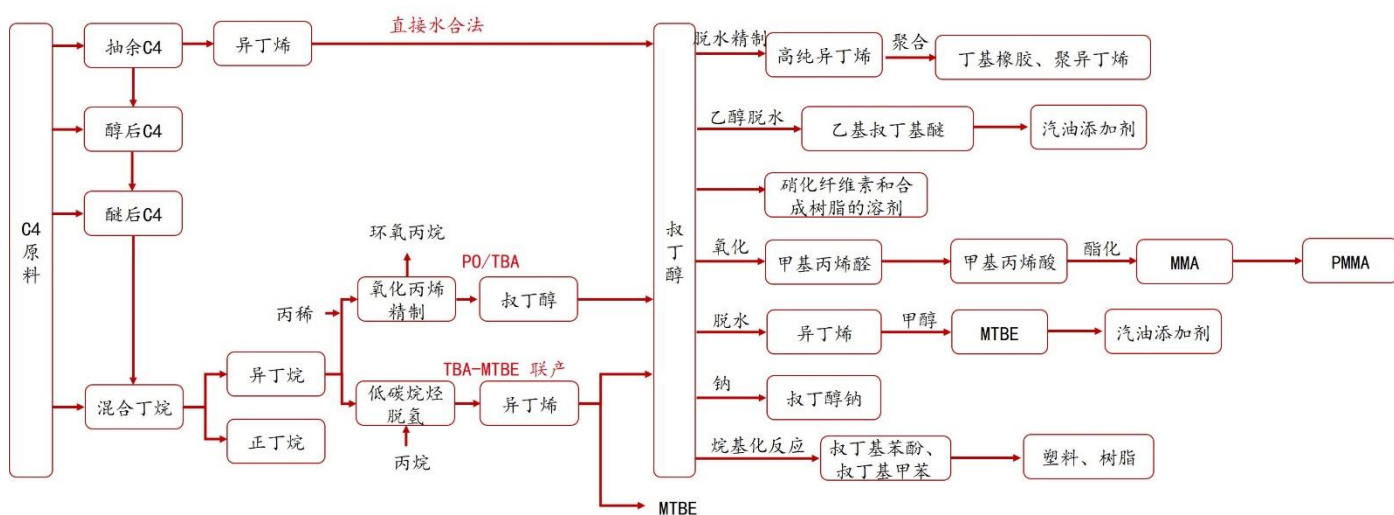 C4
原
料
抽余C4
异丁烯
直接水合法
醇后C4
醚后C4
混合丁烷
异丁烷
正丁烷
丙稀
环氧丙烷
PO/TBA
氧化丙烯
精制
叔丁醇
TBA-MTBE 联产
低碳烷烃
脱氢
异丁烯
丙烷
MTBE
叔
丁
醇
脱水精制
高纯异丁烯
聚合
丁基橡胶、聚异丁烯
乙醇脱水
乙基叔丁基醚
汽油添加剂
硝化纤维素和合
成树脂的溶剂
氧化
甲基丙烯醛
甲基丙烯酸
酯化
MMA
PMMA
脱水
异丁烯
甲醇
MTBE
汽油添加剂
钠
叔丁醇钠
烷基化反应
叔丁基苯酚、
叔丁基甲苯
塑料、树脂